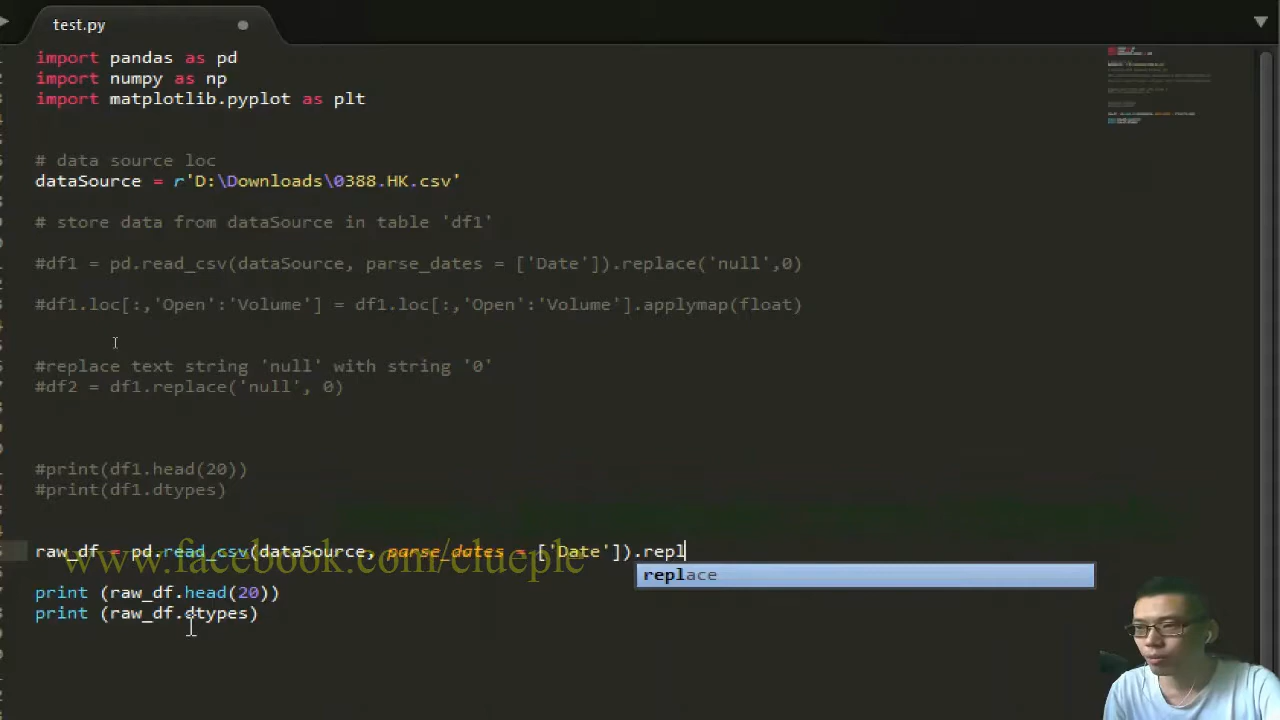 test.py
import pandas as pd
import numpy as np
import matplotlib.pyplot as plt
# data source loc
dataSource = r'D:\Downloads\0388.HK.csv'
# store data from dataSource in table 'df1'
#df1 = pd.read_csv(dataSource, parse_dates = ['Date']).replace('null',0)
#df1.loc[:,'Open':'Volume'] = df1.loc[:,'Open':'Volume'].applymap(float)
#replace text string 'null' with string '0'
#df2 = df1.replace('null', 0)
#print(df1.head(20))
#print(df1.dtypes)
raw_df = pd.read_csv(dataSource, parse_dates = ['Date']).repl
www.facebook.com/clueple
replace
print (raw_df.head(20))
print (raw_df.dtypes)